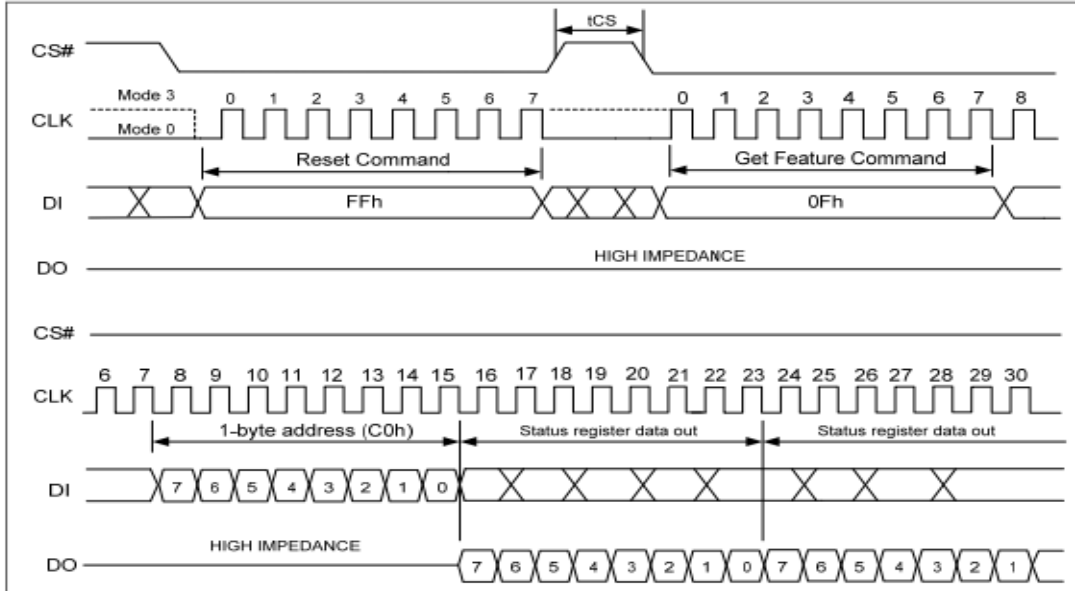 tCS
CS#
Mode 3
0 1 2 3 4 5 6 7 0 1 2 3 4 5 6 7 8
CLK
Mode 0
Reset Command Get Feature Command
DI FFh 0Fh
HIGH IMPEDANCE
DO
CS#
6 7 8 9 10 11 12 13 14 15 16 17 18 19 20 21 22 23 24 25 26 27 28 29 30
CLK
1-byte address (C0h) Status register data out Status register data out
DI 7 6 5 4 3 2 1 0
HIGH IMPEDANCE
DO 7 6 5 4 3 2 1 0 7 6 5 4 3 2 1